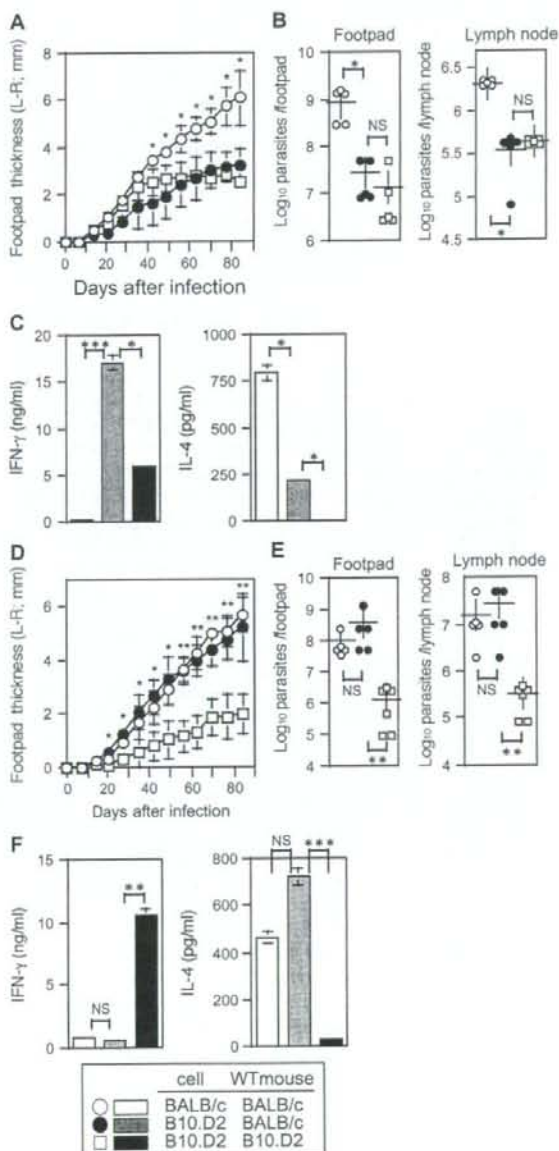 A
Footpad thickness (L-R; mm)
8
6
4
2
0
* * * * * * *
0 20 40 60 80
Days after infection
B
Footpad
Log10 parasites /footpad
10
9
8
7
6
*
NS
Lymph node
Log10 parasites /lymph node
6.5
6
5.5
5
4.5
NS
*
C
IFN-γ (ng/ml)
20
15
10
5
0
*** *
IL-4 (pg/ml)
1000
750
500
250
0
*
*
D
Footpad thickness (L-R; mm)
6
4
2
0
* * * * * ** ** ** ** **
0 20 40 60 80
Days after infection
E
Footpad
Log10 parasites /footpad
10
9
8
7
6
5
4
NS
**
Lymph node
Log10 parasites /lymph node
8
7
6
5
4
NS
**
F
IFN-γ (ng/ml)
15
10
5
0
NS
**
IL-4 (pg/ml)
800
600
400
200
0
NS ***
cell WTmouse
BALB/c BALB/c
B10.D2 BALB/c
B10.D2 B10.D2